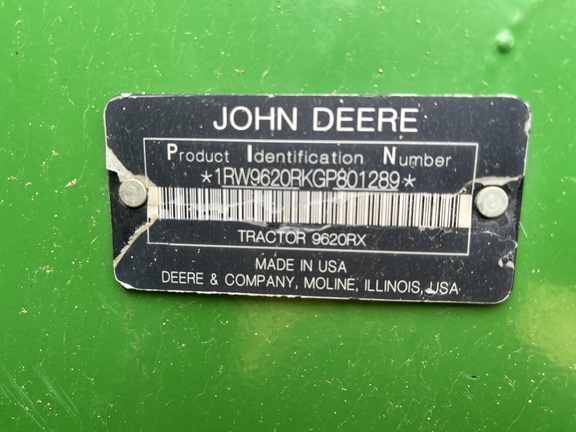 JOHN DEERE
Product Identification Number
*1RW9620RKGP801289*
TRACTOR 9620RX
MADE IN USA
DEERE & COMPANY, MOLINE, ILLINOIS, USA